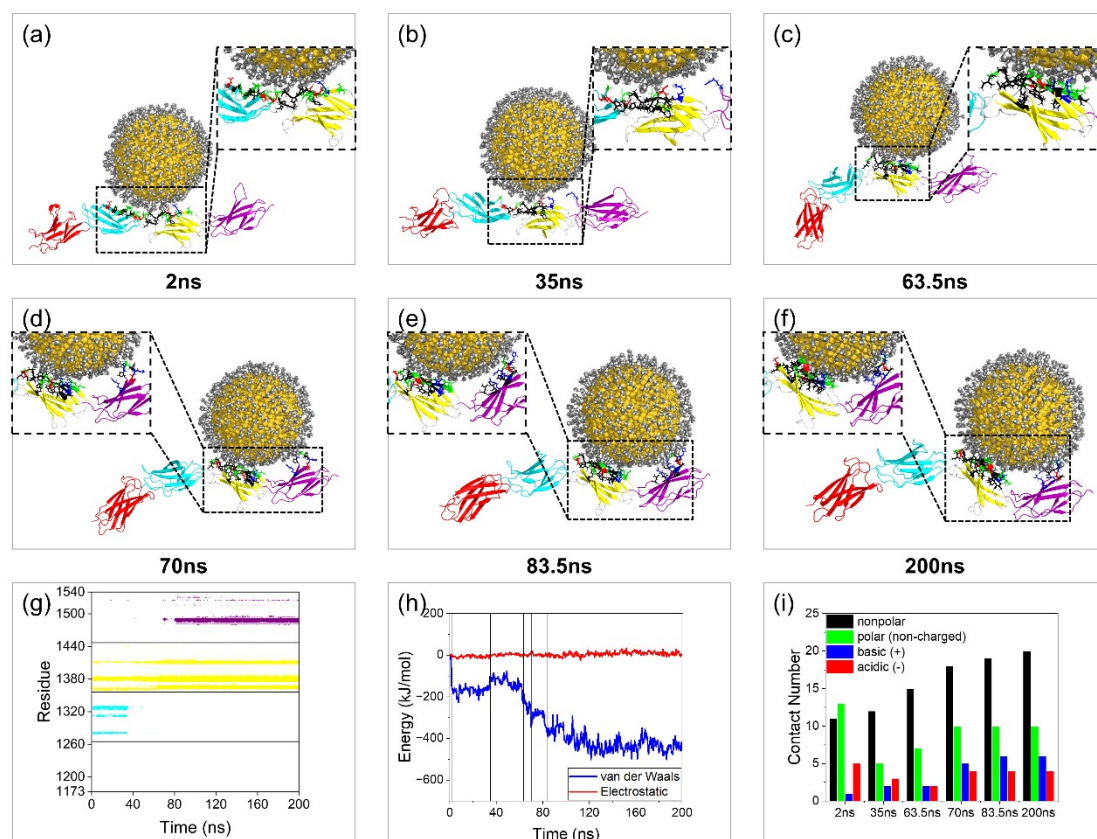 (a)
(b)
(c)
2ns
35ns
63.5ns
(d)
(e)
(f)
70ns
83.5ns
200ns
(g)
1540
1500
1440
1380
1320
1260
1200
1173
Residue
0 40 80 120 160 200
Time (ns)
(h)
200
0
−200
−400
−600
Energy (kJ/mol)
van der Waals
Electrostatic
0 40 80 120 160 200
Time (ns)
(i)
25
20
15
10
5
0
Contact Number
nonpolar
polar (non-charged)
basic (+)
acidic (-)
2ns 35ns 63.5ns 70ns 83.5ns 200ns